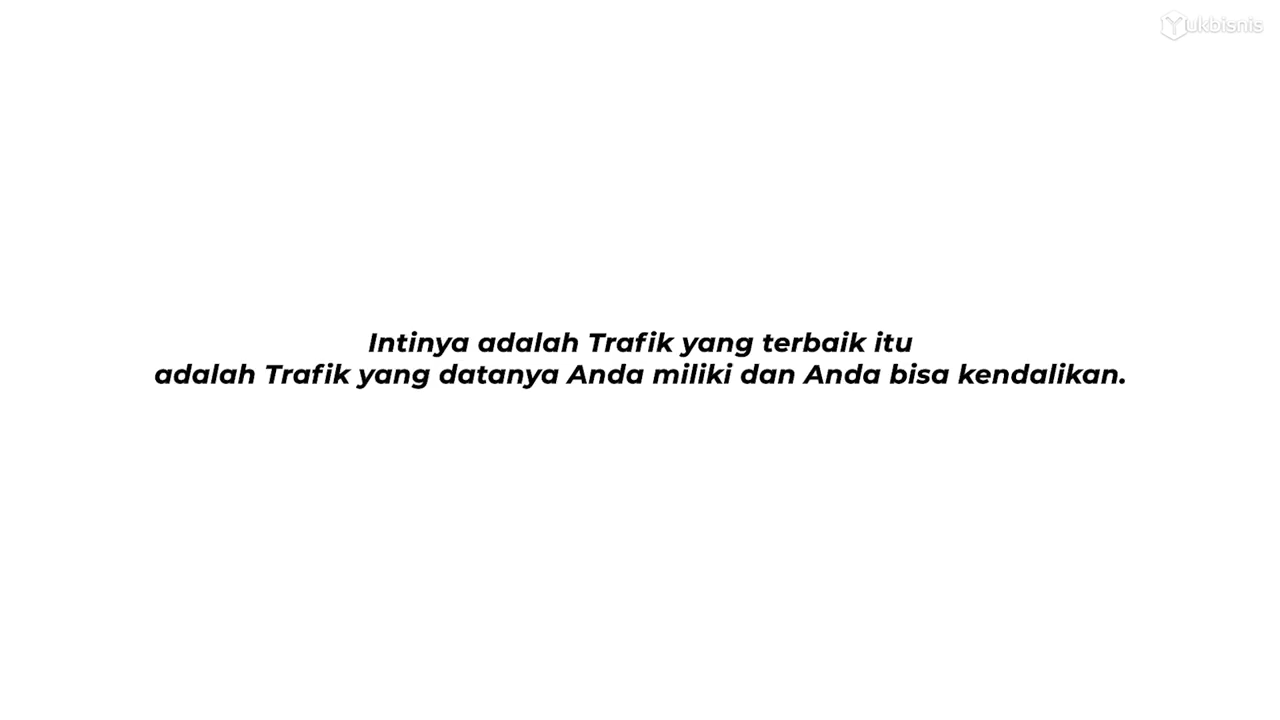 Yukbisnis
Intinya adalah Trafik yang terbaik itu
adalah Trafik yang datanya Anda miliki dan Anda bisa kendalikan.